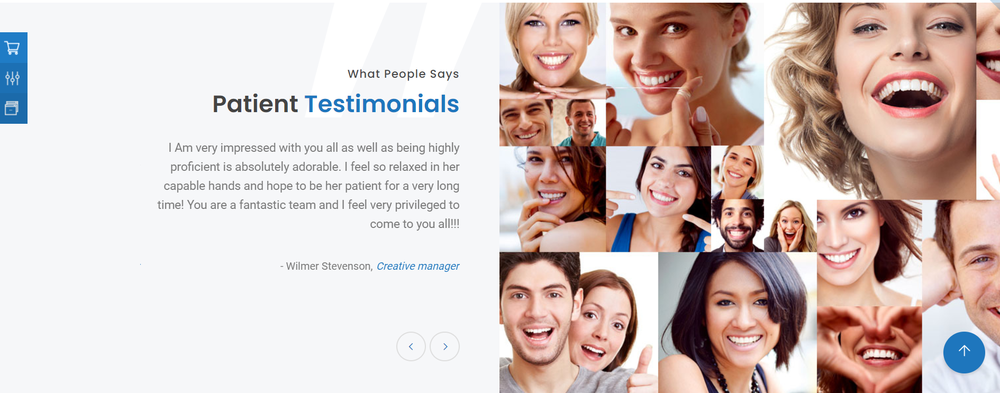 What People Says
Patient Testimonials
I Am very impressed with you all as well as being highly
proficient is absolutely adorable. I feel so relaxed in her
capable hands and hope to be her patient for a very long
time! You are a fantastic team and I feel very privileged to
come to you all!!!
- Wilmer Stevenson, Creative manager